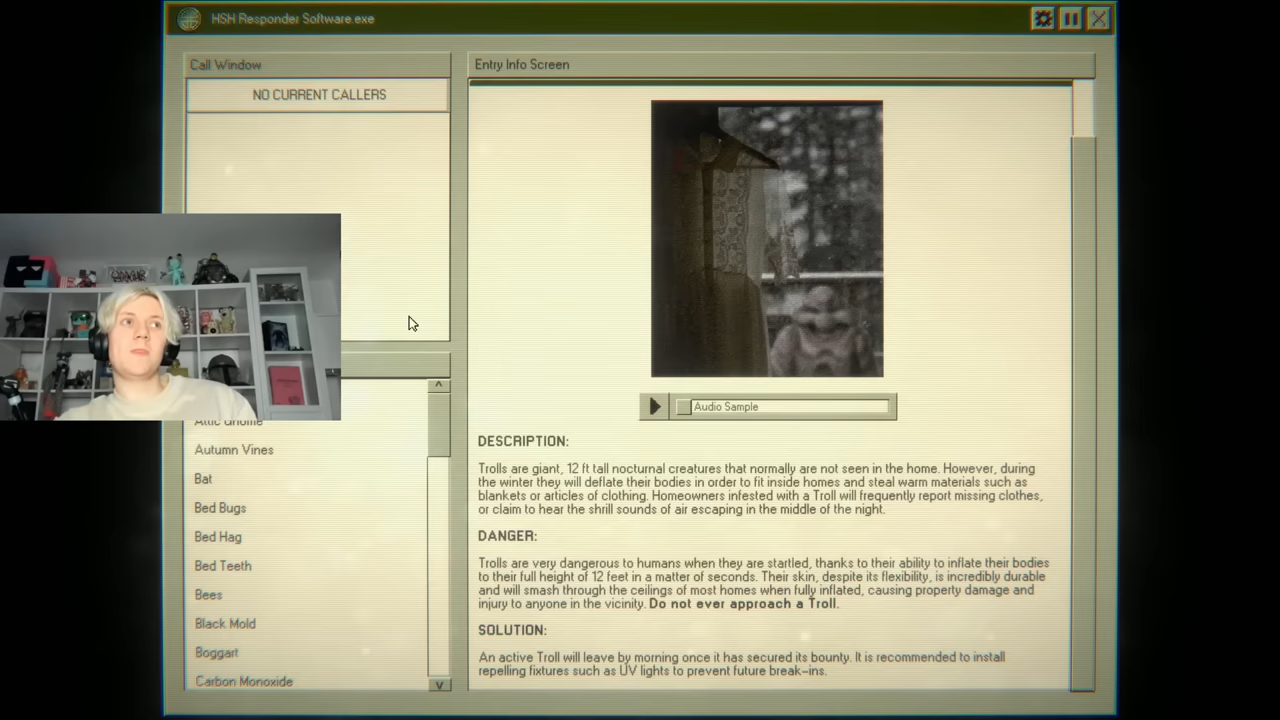 HSH Responder Software.exe
Call Window
NO CURRENT CALLERS
Attic Gnome
Autumn Vines
Bat
Bed Bugs
Bed Hag
Bed Teeth
Bees
Black Mold
Boggart
Carbon Monoxide
Entry Info Screen
Audio Sample
DESCRIPTION:
Trolls are giant, 12 ft tall nocturnal creatures that normally are not seen in the home. However, during
the winter they will deflate their bodies in order to fit inside homes and steal warm materials such as
blankets or articles of clothing. Homeowners infested with a Troll will frequently report missing clothes,
or claim to hear the shrill sounds of air escaping in the middle of the night.
DANGER:
Trolls are very dangerous to humans when they are startled, thanks to their ability to inflate their bodies
to their full height of 12 feet in a matter of seconds. Their skin, despite its flexibility, is incredibly durable
and will smash through the ceilings of most homes when fully inflated, causing property damage and
injury to anyone in the vicinity. Do not ever approach a Troll.
SOLUTION:
An active Troll will leave by morning once it has secured its bounty. It is recommended to install
repelling fixtures such as UV lights to prevent future break-ins.